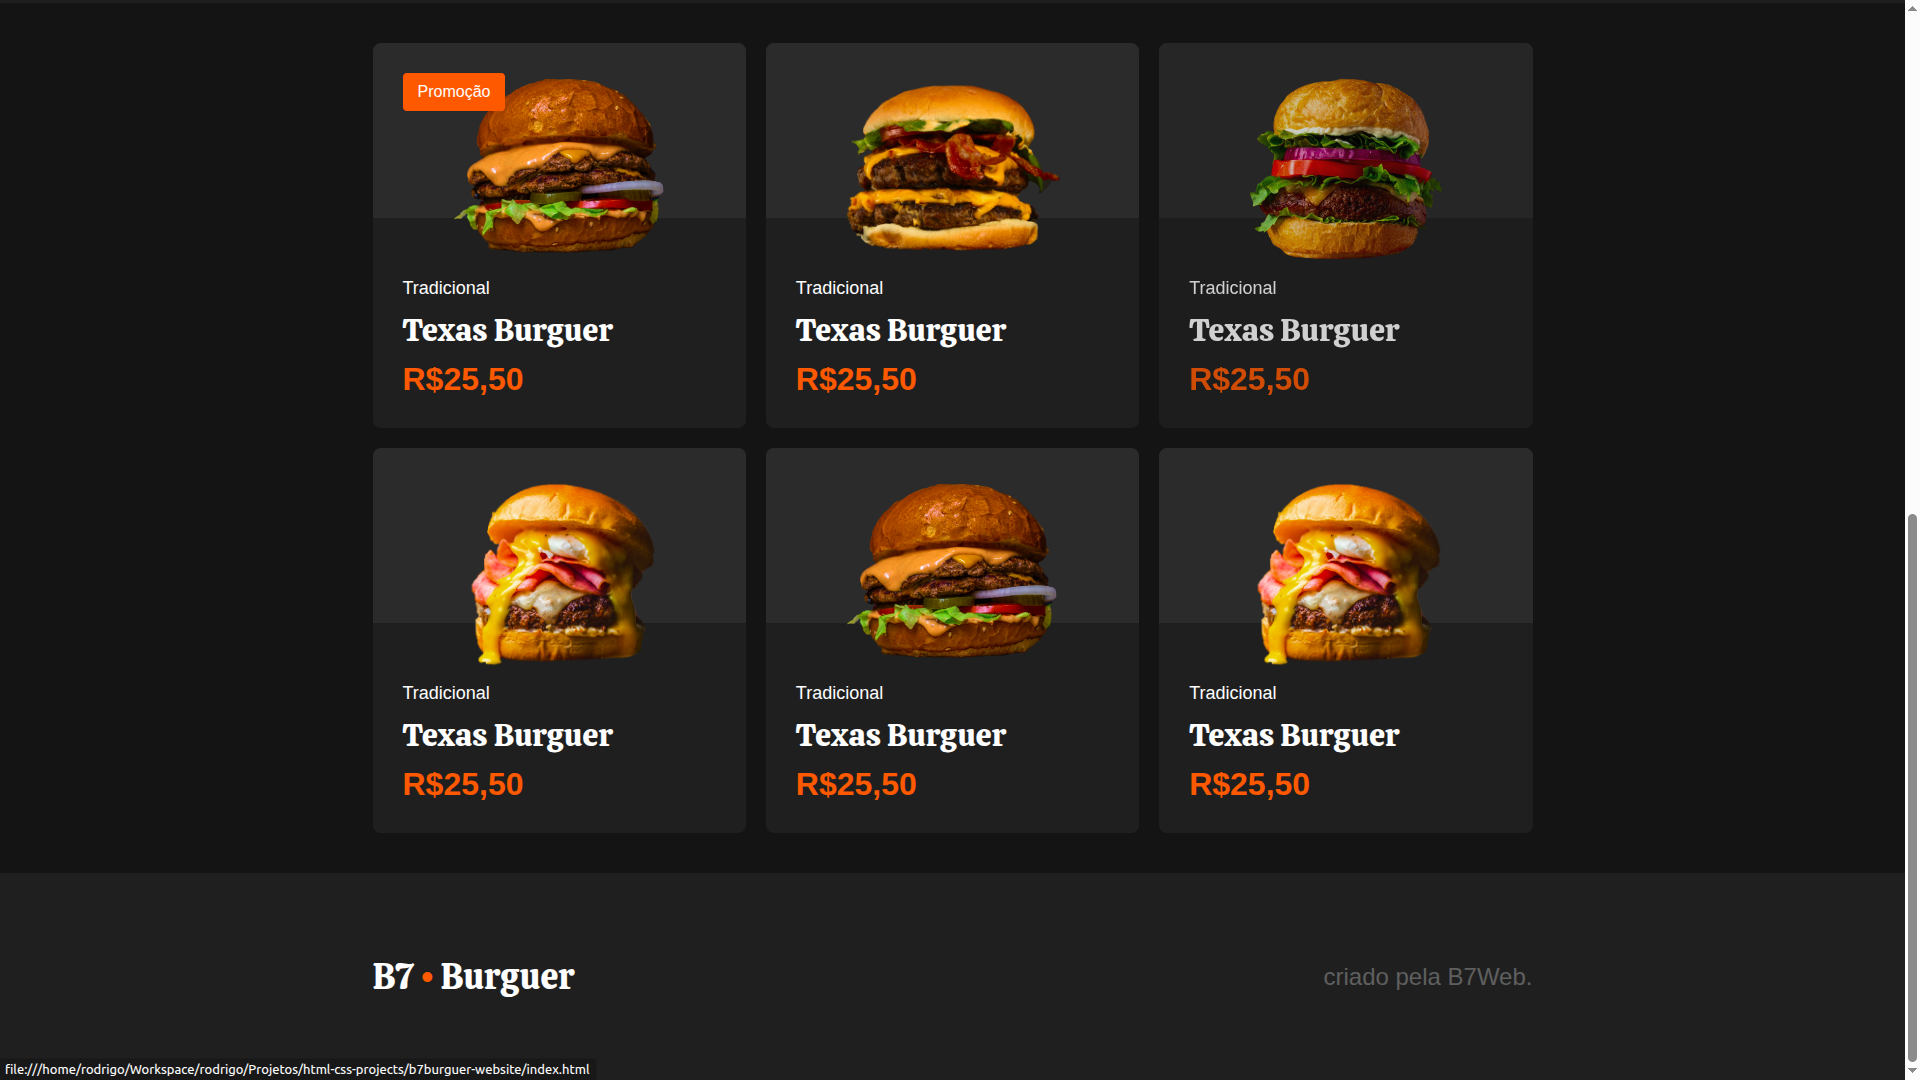 Promoção
Tradicional
Texas Burguer
R$25,50
Tradicional
Texas Burguer
R$25,50
Tradicional
Texas Burguer
R$25,50
Tradicional
Texas Burguer
R$25,50
Tradicional
Texas Burguer
R$25,50
Tradicional
Texas Burguer
R$25,50
B7 • Burguer
criado pela B7Web.
file:///home/rodrigo/Workspace/rodrigo/Projetos/html-css-projects/b7burguer-website/index.html